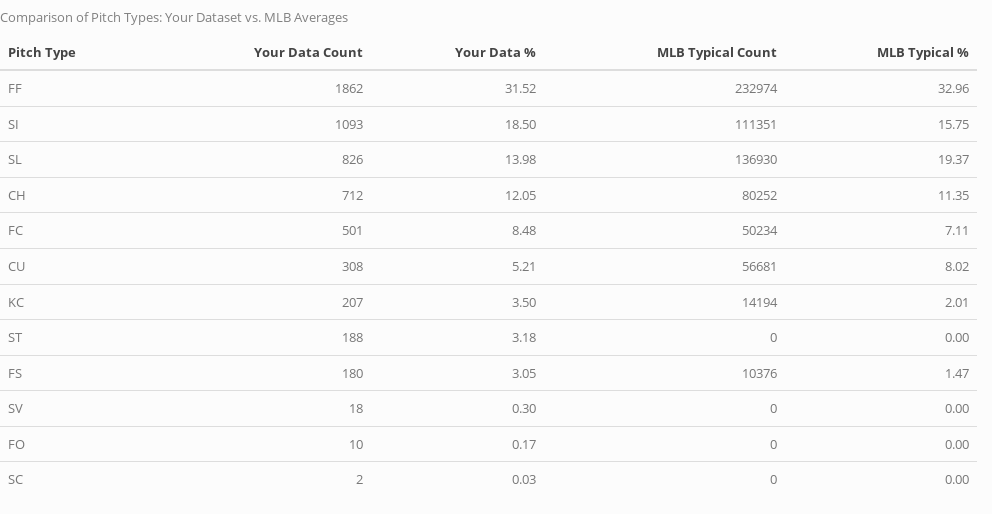 Comparison of Pitch Types: Your Dataset vs. MLB Averages
Pitch Type Your Data Count Your Data % MLB Typical Count MLB Typical %
FF 1862 31.52 232974 32.96
SI 1093 18.50 111351 15.75
SL 826 13.98 136930 19.37
CH 712 12.05 80252 11.35
FC 501 8.48 50234 7.11
CU 308 5.21 56681 8.02
KC 207 3.50 14194 2.01
ST 188 3.18 0 0.00
FS 180 3.05 10376 1.47
SV 18 0.30 0 0.00
FO 10 0.17 0 0.00
SC 2 0.03 0 0.00